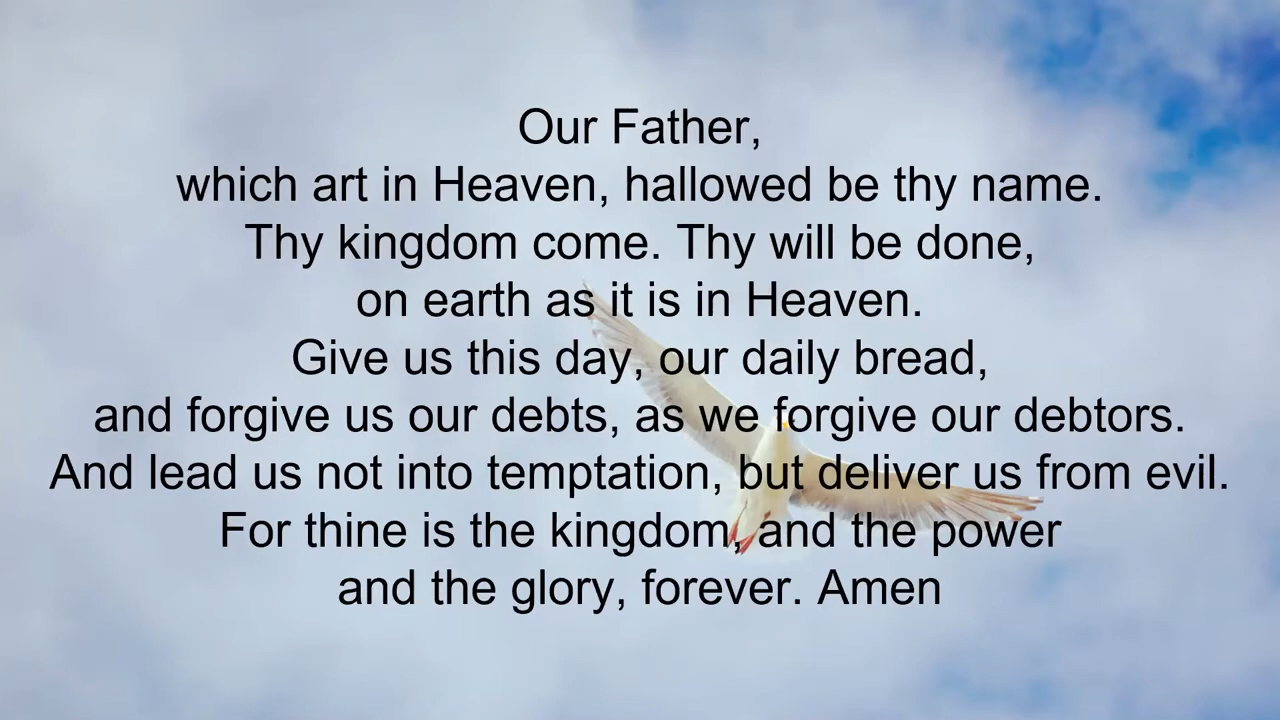 Our Father,
which art in Heaven, hallowed be thy name.
Thy kingdom come. Thy will be done,
on earth as it is in Heaven.
Give us this day, our daily bread,
and forgive us our debts, as we forgive our debtors.
And lead us not into temptation, but deliver us from evil.
For thine is the kingdom, and the power
and the glory, forever. Amen